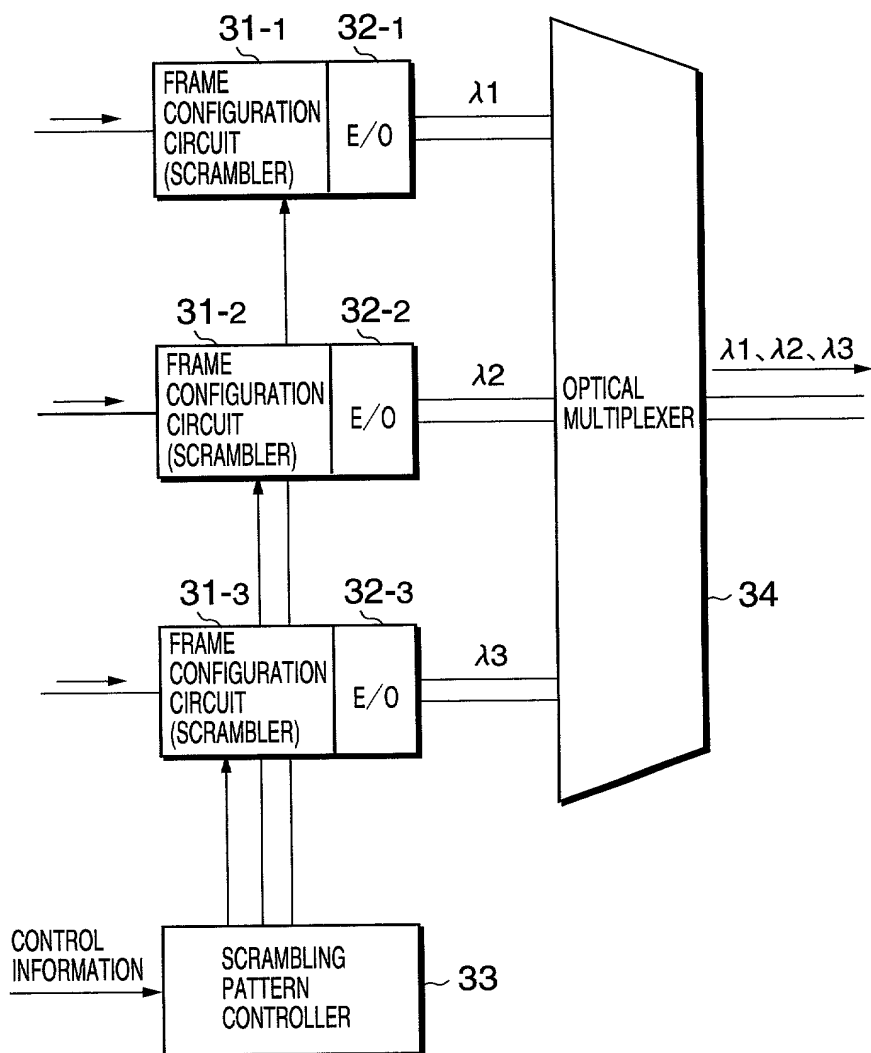 31-1
32-1
FRAME
CONFIGURATION
CIRCUIT
(SCRAMBLER)
E/O
λ1
31-2
32-2
FRAME
CONFIGURATION
CIRCUIT
(SCRAMBLER)
E/O
λ2
OPTICAL
MULTIPLEXER
λ1、λ2、λ3
31-3
32-3
FRAME
CONFIGURATION
CIRCUIT
(SCRAMBLER)
E/O
λ3
34
CONTROL
INFORMATION
SCRAMBLING
PATTERN
CONTROLLER
33